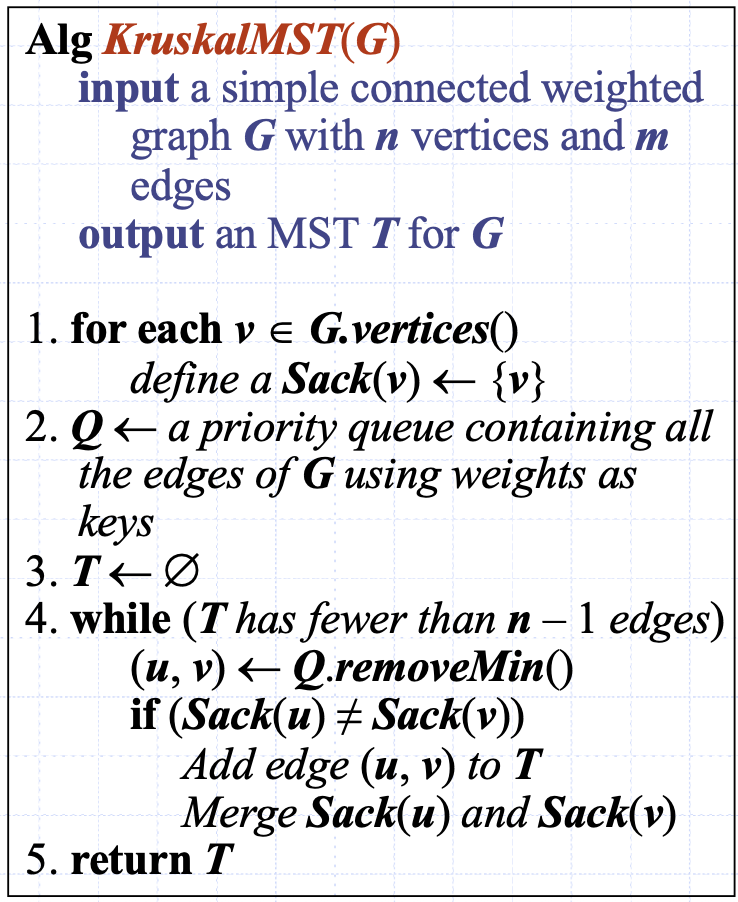 Alg KruskalMST(G)
input a simple connected weighted
graph G with n vertices and m
edges
output an MST T for G
1. for each v ∈ G.vertices()
define a Sack(v) ← {v}
2. Q ← a priority queue containing all
the edges of G using weights as
keys
3. T ← ∅
4. while (T has fewer than n – 1 edges)
(u, v) ← Q.removeMin()
if (Sack(u) ≠ Sack(v))
Add edge (u, v) to T
Merge Sack(u) and Sack(v)
5. return T